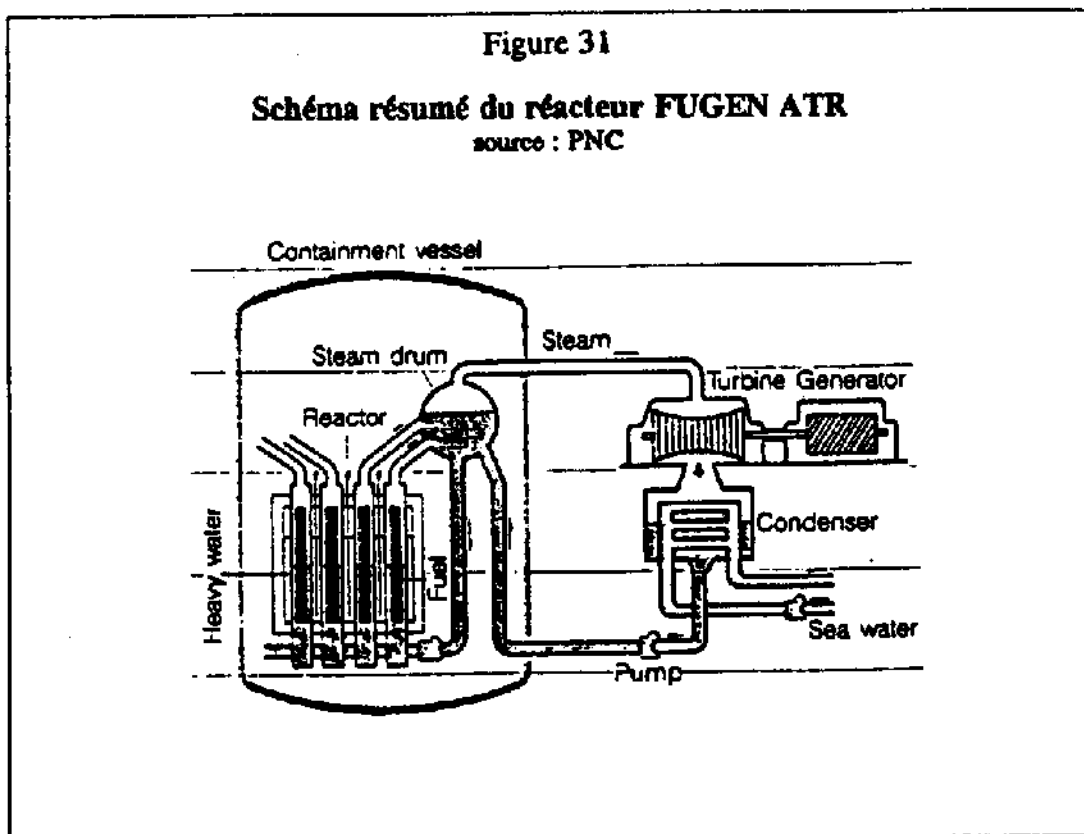 Figure 31
Schéma résumé du réacteur FUGEN ATR
source : PNC
Containment vessel
Steam
Steam drum
Turbine Generator
Reactor
Condenser
Heavy water
Fuel
Sea water
Pump